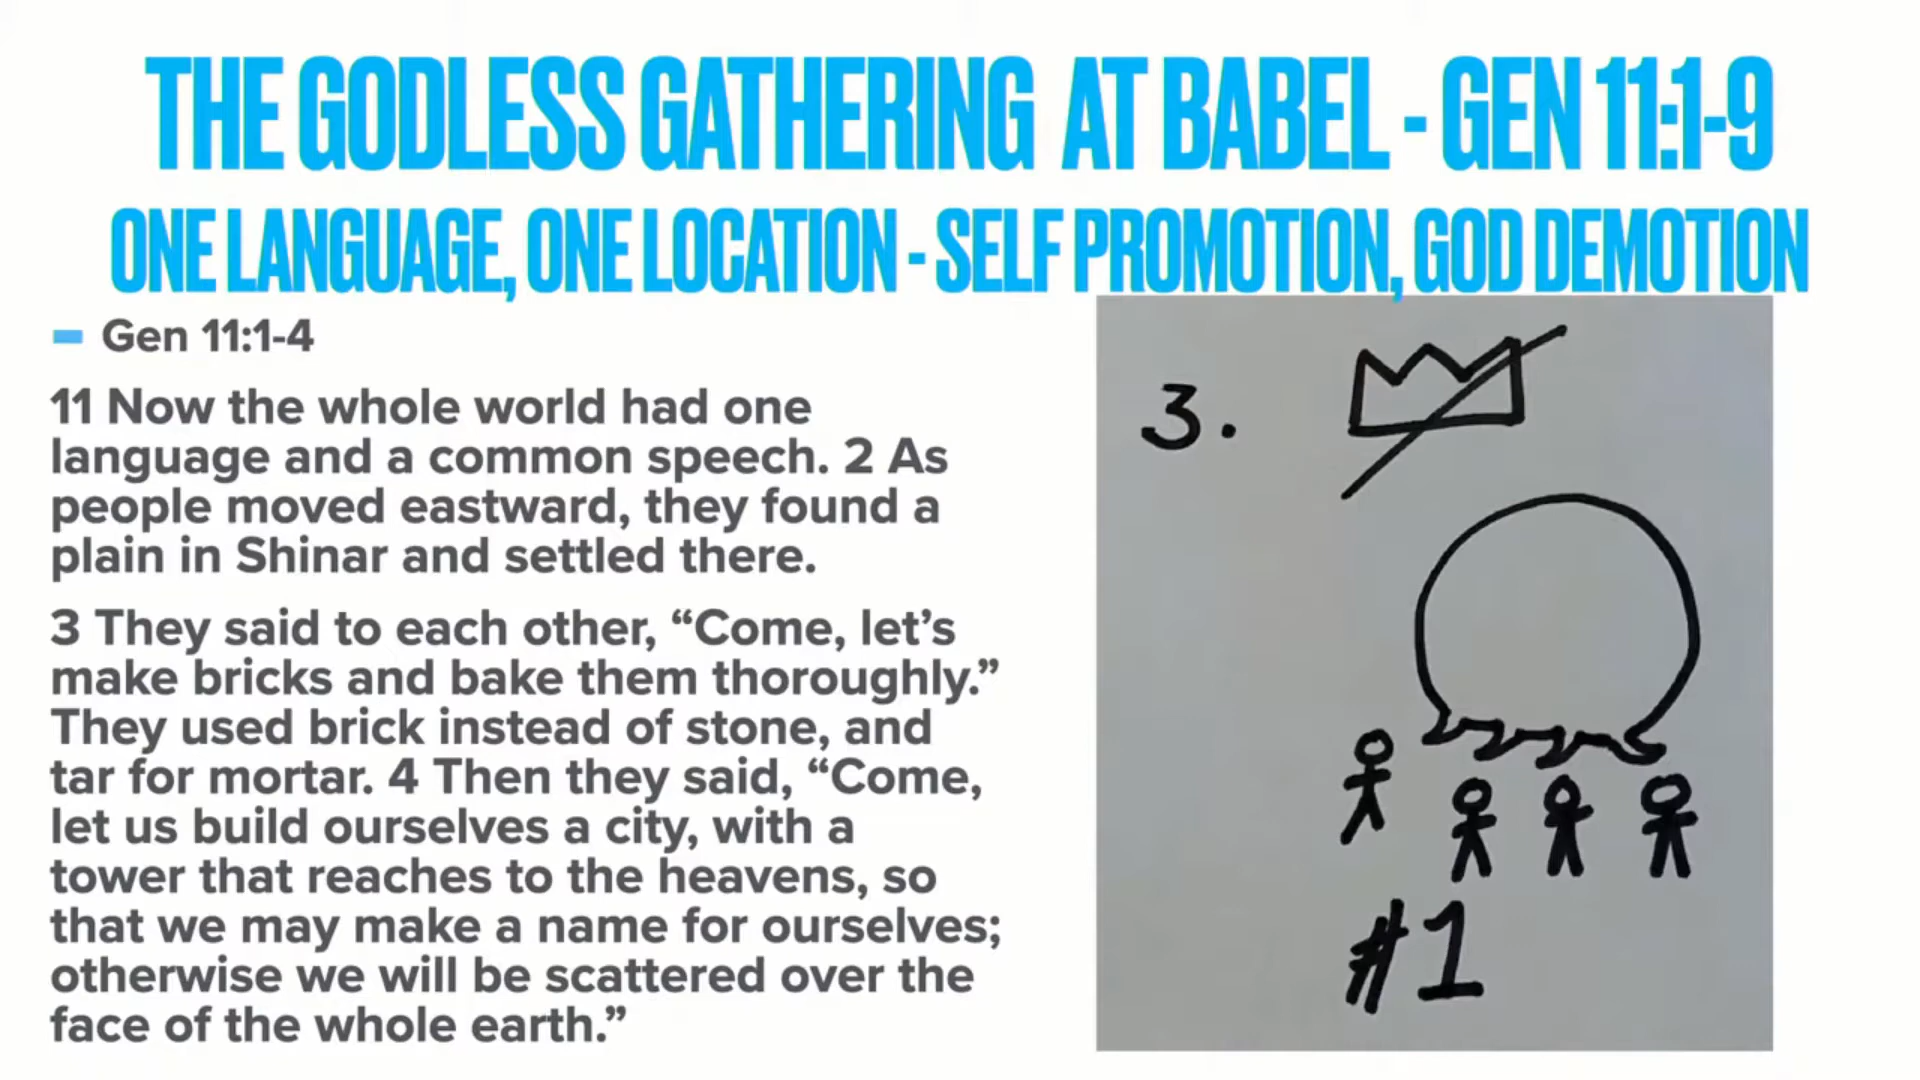 THE GODLESS GATHERING AT BABEL - GEN 11:1-9
ONE LANGUAGE, ONE LOCATION - SELF PROMOTION, GOD DEMOTION
Gen 11:1-4
11 Now the whole world had one
language and a common speech. 2 As
people moved eastward, they found a
plain in Shinar and settled there.
3 They said to each other, “Come, let’s
make bricks and bake them thoroughly.”
They used brick instead of stone, and
tar for mortar. 4 Then they said, “Come,
let us build ourselves a city, with a
tower that reaches to the heavens, so
that we may make a name for ourselves;
otherwise we will be scattered over the
face of the whole earth.”
3.
#1